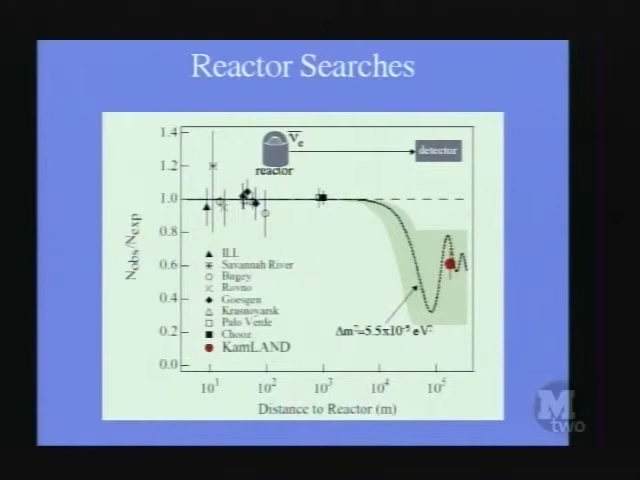 Reactor Searches
1.4
1.2
1.0
0.8
0.6
0.4
0.2
0.0
Nobs/Nexp
ν̄e
reactor
detector
ILL
Savannah River
Bugey
Rovno
Goesgen
Krasnoyarsk
Palo Verde
Chooz
KamLAND
Δm²=5.5x10⁻⁵ eV²
10¹
10²
10³
10⁴
10⁵
Distance to Reactor (m)
M
two